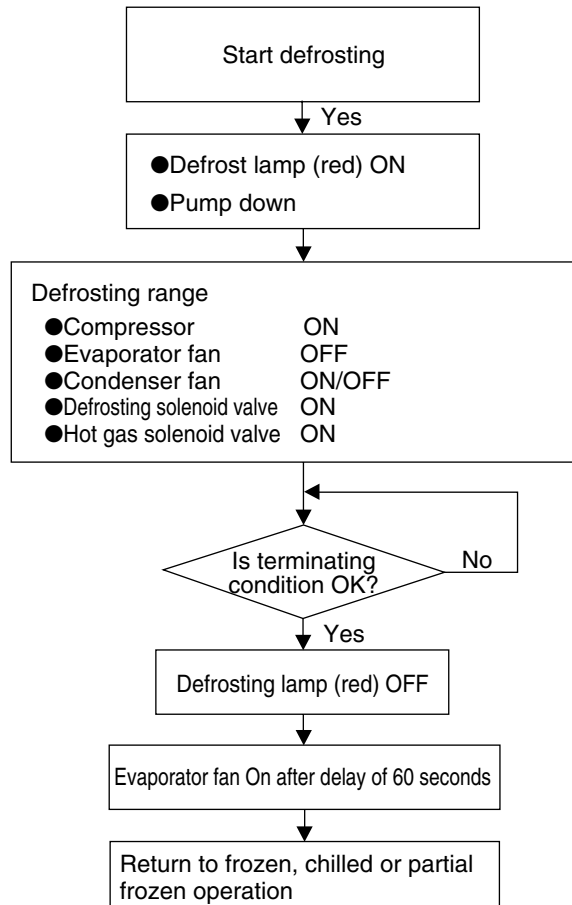 Start defrosting
Yes
●Defrost lamp (red) ON
●Pump down
Defrosting range
●Compressor ON
●Evaporator fan OFF
●Condenser fan ON/OFF
●Defrosting solenoid valve ON
●Hot gas solenoid valve ON
Is terminating
condition OK?
No
Yes
Defrosting lamp (red) OFF
Evaporator fan On after delay of 60 seconds
Return to frozen, chilled or partial
frozen operation